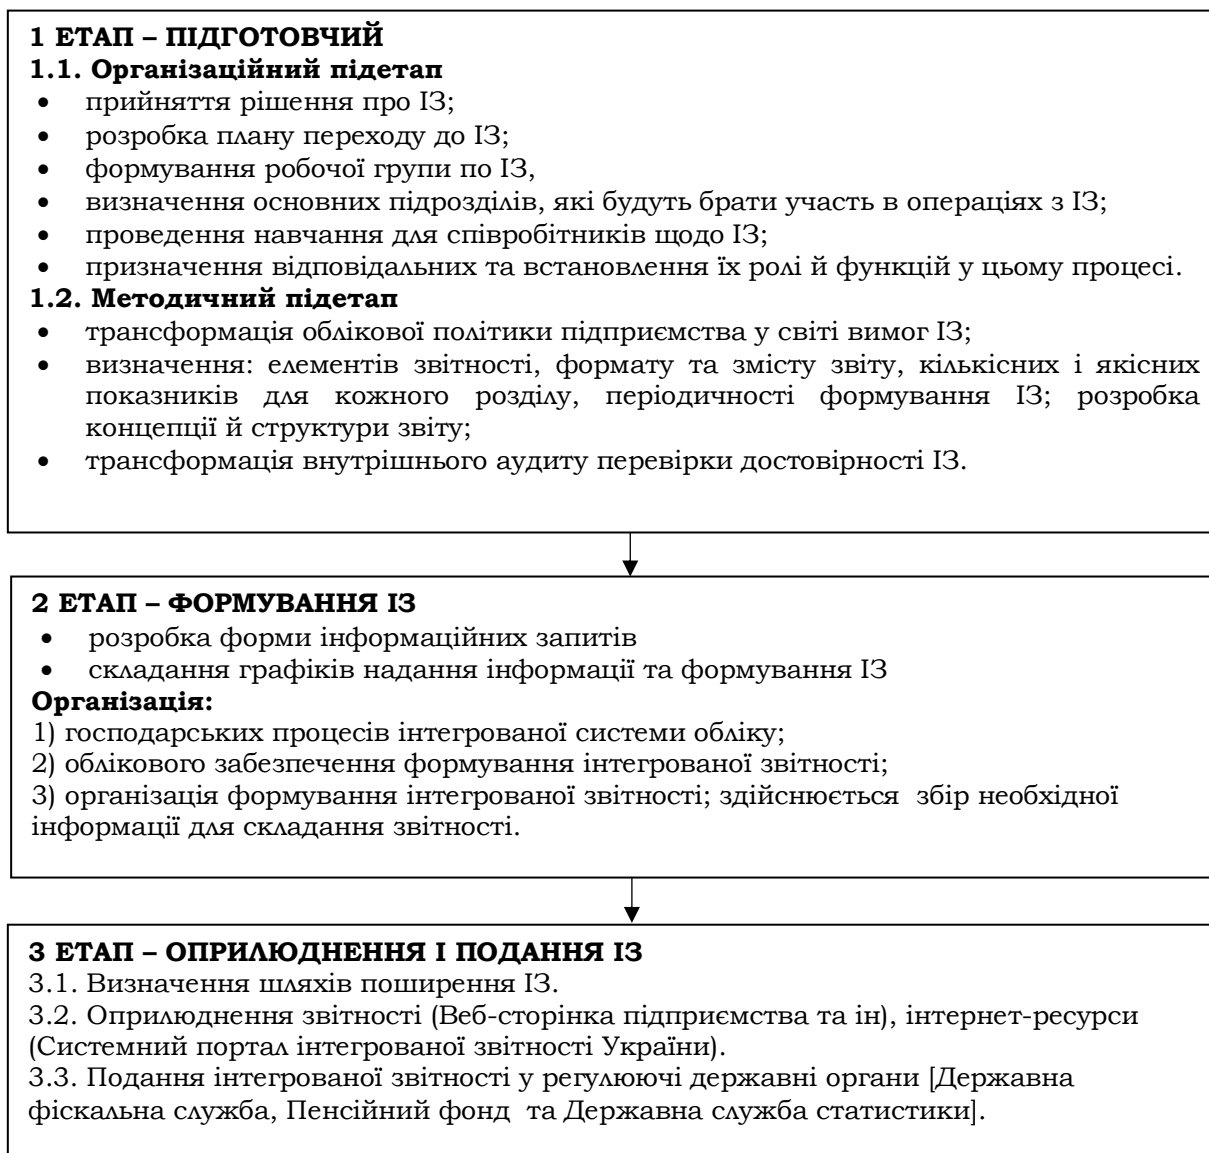 1 ЕТАП – ПІДГОТОВЧИЙ
1.1. Організаційний підетап
• прийняття рішення про ІЗ;
• розробка плану переходу до ІЗ;
• формування робочої групи по ІЗ,
• визначення основних підрозділів, які будуть брати участь в операціях з ІЗ;
• проведення навчання для співробітників щодо ІЗ;
• призначення відповідальних та встановлення їх ролі й функцій у цьому процесі.
1.2. Методичний підетап
• трансформація облікової політики підприємства у світі вимог ІЗ;
• визначення: елементів звітності, формату та змісту звіту, кількісних і якісних
показників для кожного розділу, періодичності формування ІЗ; розробка
концепції й структури звіту;
• трансформація внутрішнього аудиту перевірки достовірності ІЗ.
2 ЕТАП – ФОРМУВАННЯ ІЗ
• розробка форми інформаційних запитів
• складання графіків надання інформації та формування ІЗ
Організація:
1) господарських процесів інтегрованої системи обліку;
2) облікового забезпечення формування інтегрованої звітності;
3) організація формування інтегрованої звітності; здійснюється збір необхідної
інформації для складання звітності.
3 ЕТАП – ОПРИЛЮДНЕННЯ І ПОДАННЯ ІЗ
3.1. Визначення шляхів поширення ІЗ.
3.2. Оприлюднення звітності (Веб-сторінка підприємства та ін), інтернет-ресурси
(Системний портал інтегрованої звітності України).
3.3. Подання інтегрованої звітності у регулюючі державні органи [Державна
фіскальна служба, Пенсійний фонд та Державна служба статистики].